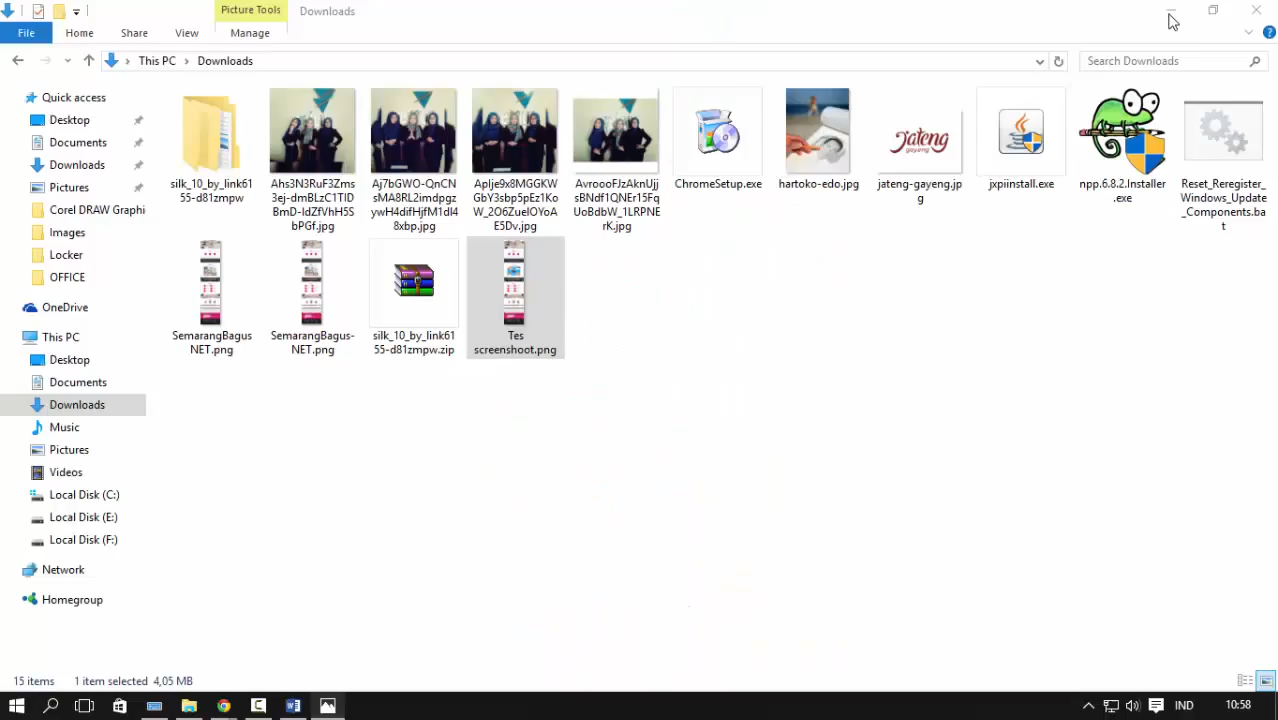 Picture Tools
Downloads
File
Home
Share
View
Manage
This PC
Downloads
Search Downloads
Quick access
Desktop
Documents
Downloads
Pictures
Corel DRAW Graphi
Images
Locker
OFFICE
OneDrive
This PC
Desktop
Documents
Downloads
Music
Pictures
Videos
Local Disk (C:)
Local Disk (E:)
Local Disk (F:)
Network
Homegroup
silk_10_by_link61
55-d81zmpw
Ahs3N3RuF3Zms
3ej-dmBLzC1TID
BmD-IdZfVhH5S
bPGf.jpg
Aj7bGWO-QnCN
sMA8RL2imdpgz
ywH4difHjfM1dI4
8xbp.jpg
Aplje9x8MGGKW
GbY3sbp5pEz1Ko
W_2O6ZueIOYoA
E5Dv.jpg
AvroooFJzAknUjj
sBNdf1QNEr15Fq
UoBdbW_1LRPNE
rK.jpg
ChromeSetup.exe
hartoko-edo.jpg
Jateng
gayeng
jateng-gayeng.jp
g
jxpiinstall.exe
npp.6.8.2.Installer
.exe
Reset_Reregister_
Windows_Update
_Components.ba
t
SemarangBagus
NET.png
SemarangBagus-
NET.png
silk_10_by_link61
55-d81zmpw.zip
Tes
screenshoot.png
15 items
1 item selected 4,05 MB
IND
10:58